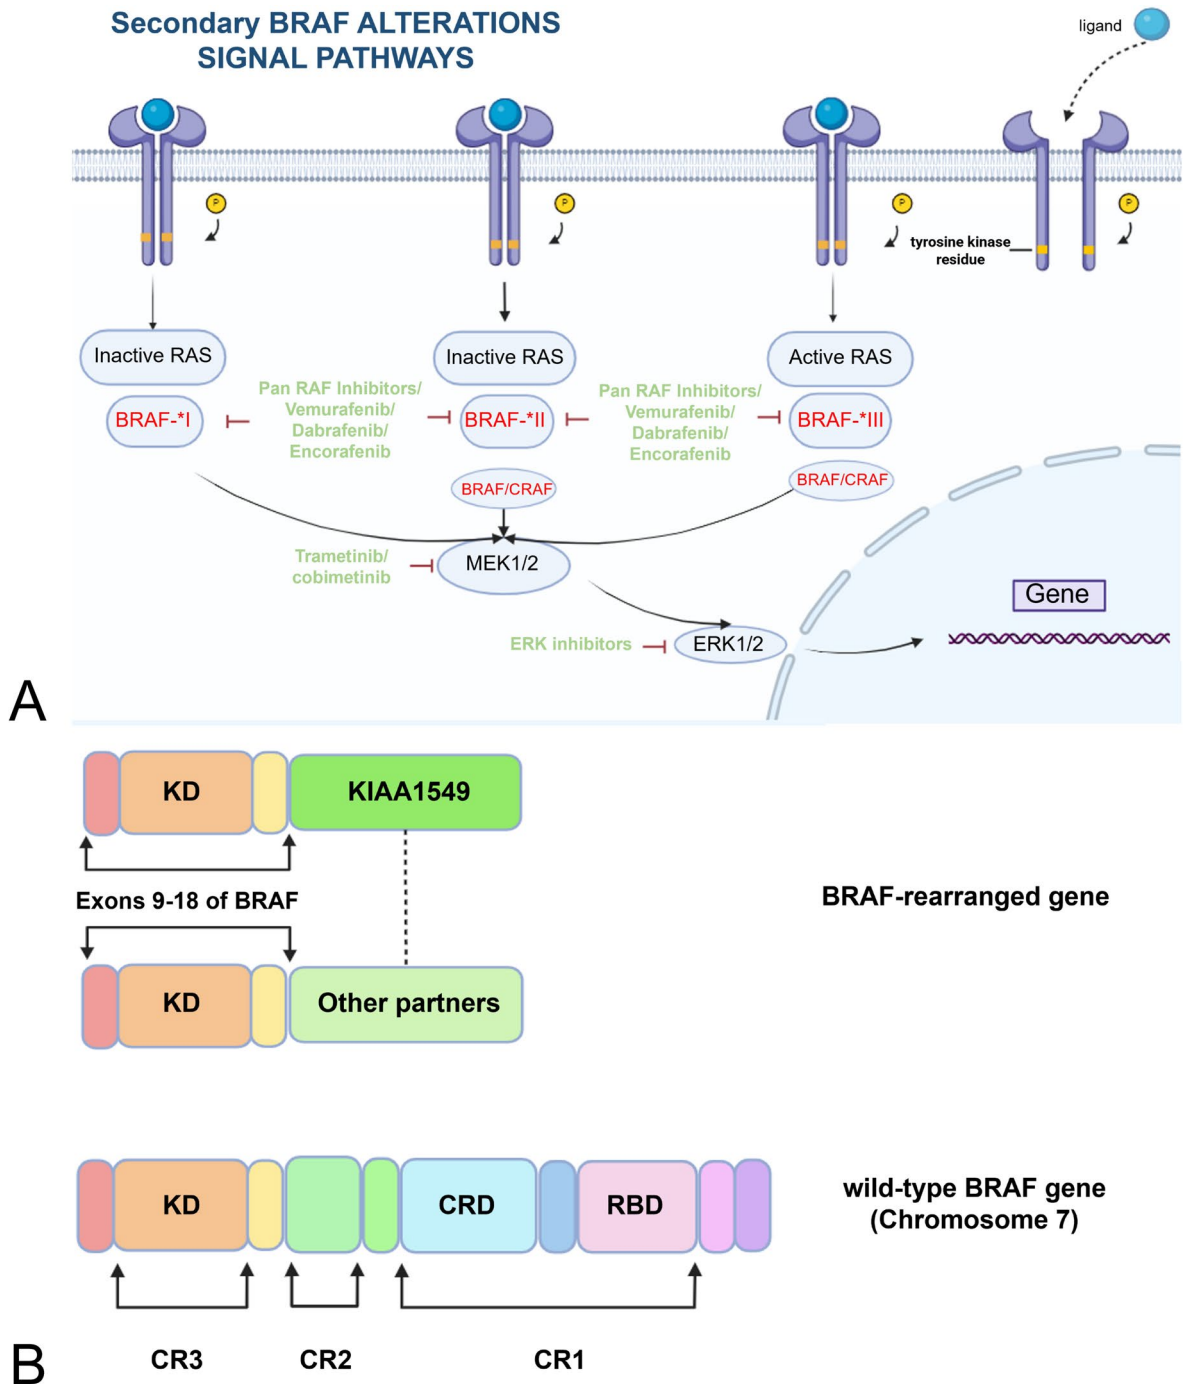 Secondary BRAF ALTERATIONS
SIGNAL PATHWAYS
ligand
P
P
P
P
tyrosine kinase
residue
Inactive RAS
Inactive RAS
Active RAS
Pan RAF Inhibitors/
Vemurafenib/
Dabrafenib/
Encorafenib
Pan RAF Inhibitors/
Vemurafenib/
Dabrafenib/
Encorafenib
BRAF-*I
BRAF-*II
BRAF-*III
BRAF/CRAF
BRAF/CRAF
Trametinib/
cobimetinib
MEK1/2
Gene
ERK inhibitors
ERK1/2
A
KD
KIAA1549
Exons 9-18 of BRAF
BRAF-rearranged gene
KD
Other partners
KD
CRD
RBD
wild-type BRAF gene
(Chromosome 7)
CR3
CR2
CR1
B